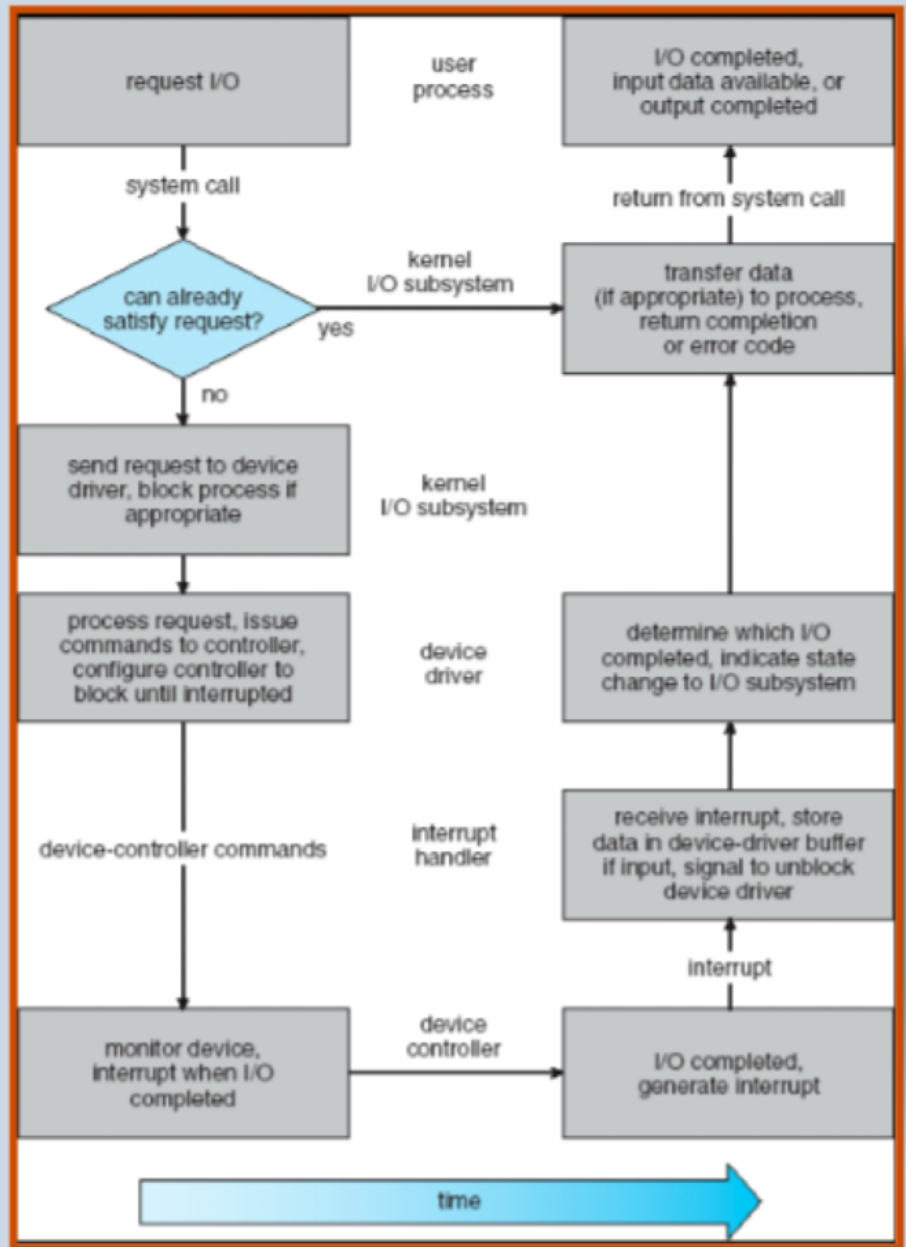 request I/O
user
process
I/O completed,
input data available, or
output completed
system call
return from system call
can already
satisfy request?
kernel
I/O subsystem
yes
transfer data
(if appropriate) to process,
return completion
or error code
no
send request to device
driver, block process if
appropriate
kernel
I/O subsystem
process request, issue
commands to controller,
configure controller to
block until interrupted
device
driver
determine which I/O
completed, indicate state
change to I/O subsystem
device-controller commands
interrupt
handler
receive interrupt, store
data in device-driver buffer
if input, signal to unblock
device driver
interrupt
monitor device,
interrupt when I/O
completed
device
controller
I/O completed,
generate interrupt
time